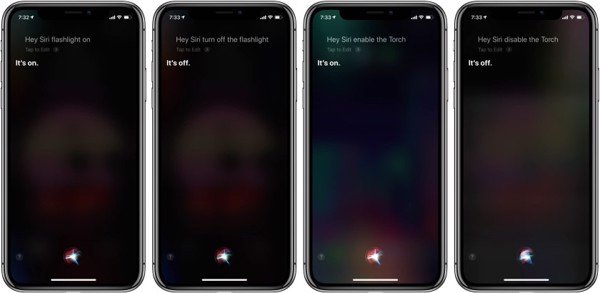 7:32
Hey Siri flashlight on
Tap to Edit
It's on.
7:33
Hey Siri turn off the flashlight
Tap to Edit
It's off.
7:33
Hey Siri enable the Torch
Tap to Edit
It's on.
7:33
Hey Siri disable the Torch
Tap to Edit
It's off.